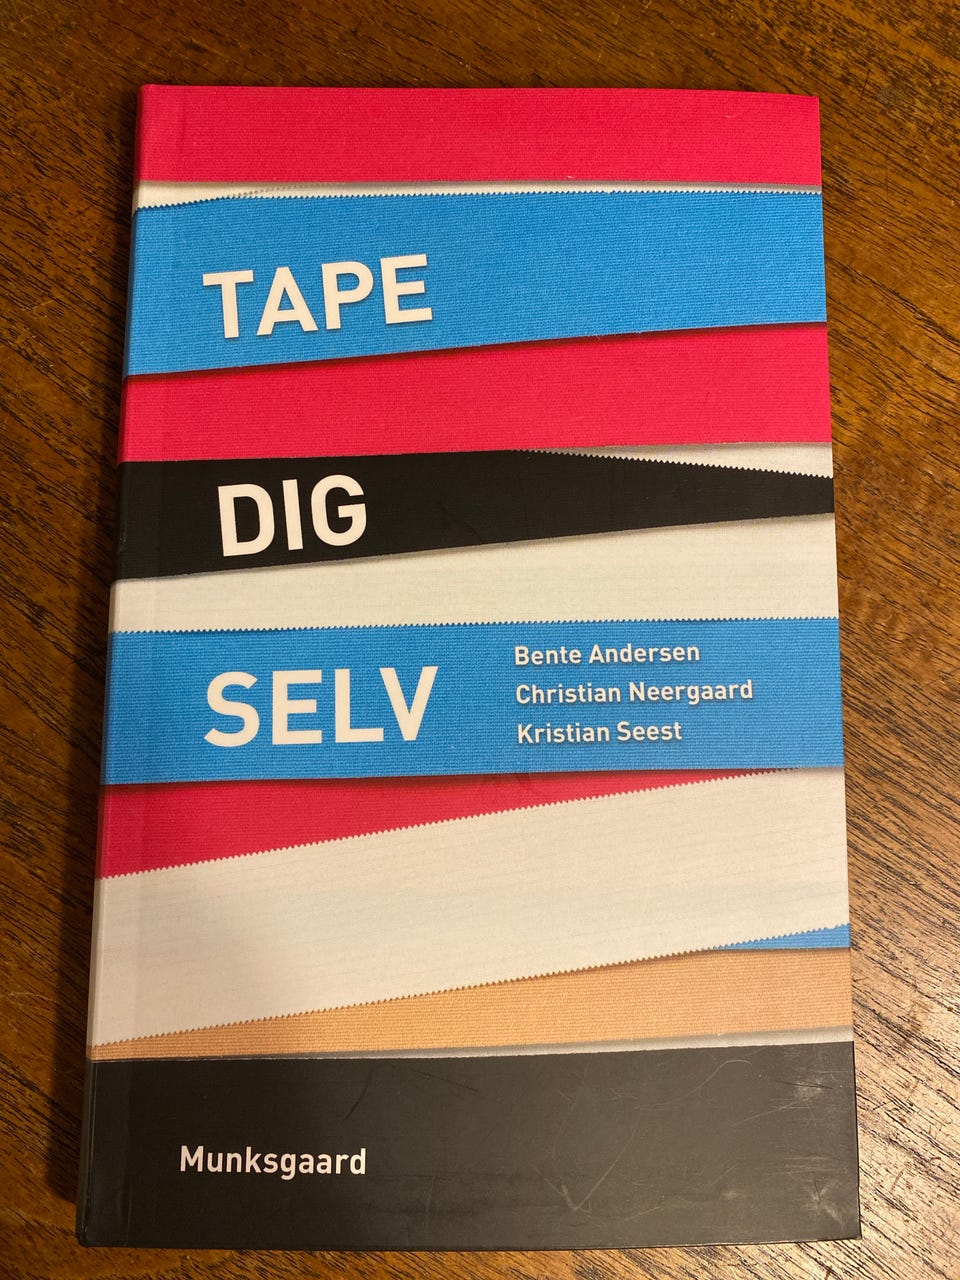 TAPE
DIG
SELV
Bente Andersen
Christian Neergaard
Kristian Seest
Munksgaard